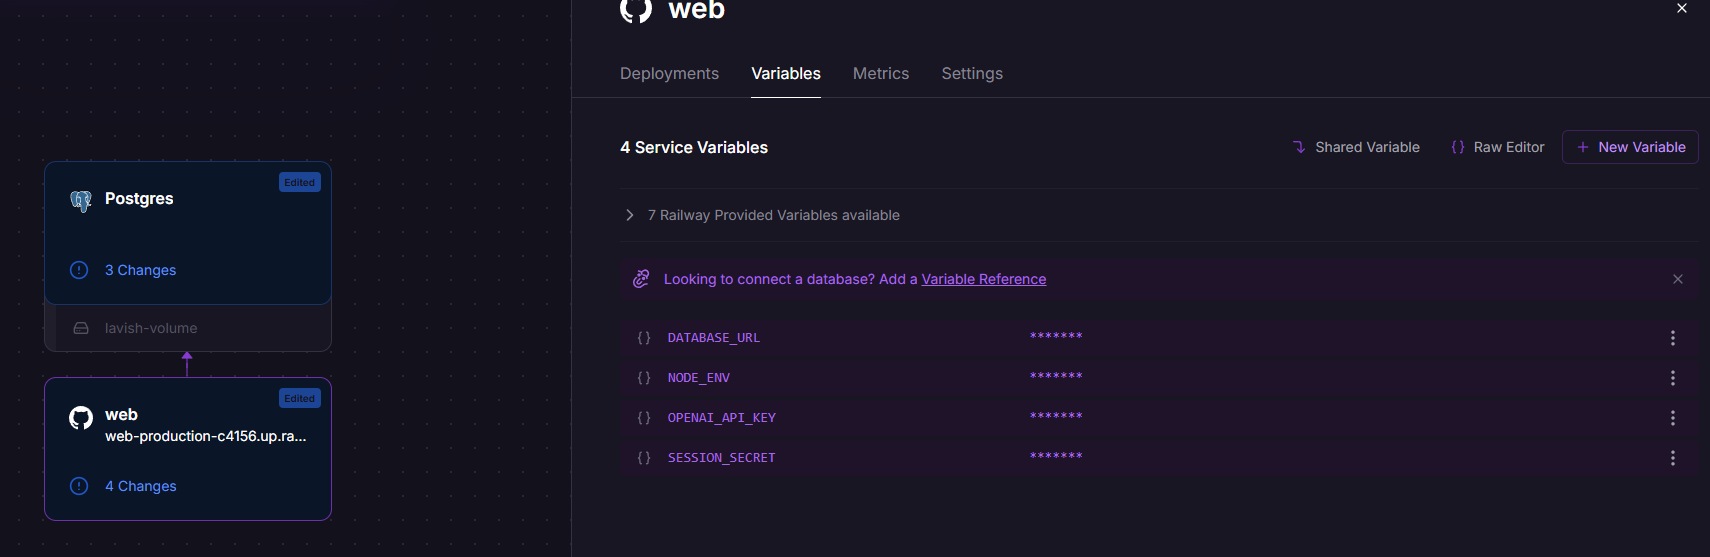 Edited
Postgres
3 Changes
lavish-volume
Edited
web
web-production-c4156.up.ra...
4 Changes
web
Deployments Variables Metrics Settings
4 Service Variables Shared Variable {} Raw Editor + New Variable
7 Railway Provided Variables available
Looking to connect a database? Add a Variable Reference
{} DATABASE_URL *******
{} NODE_ENV *******
{} OPENAI_API_KEY *******
{} SESSION_SECRET *******